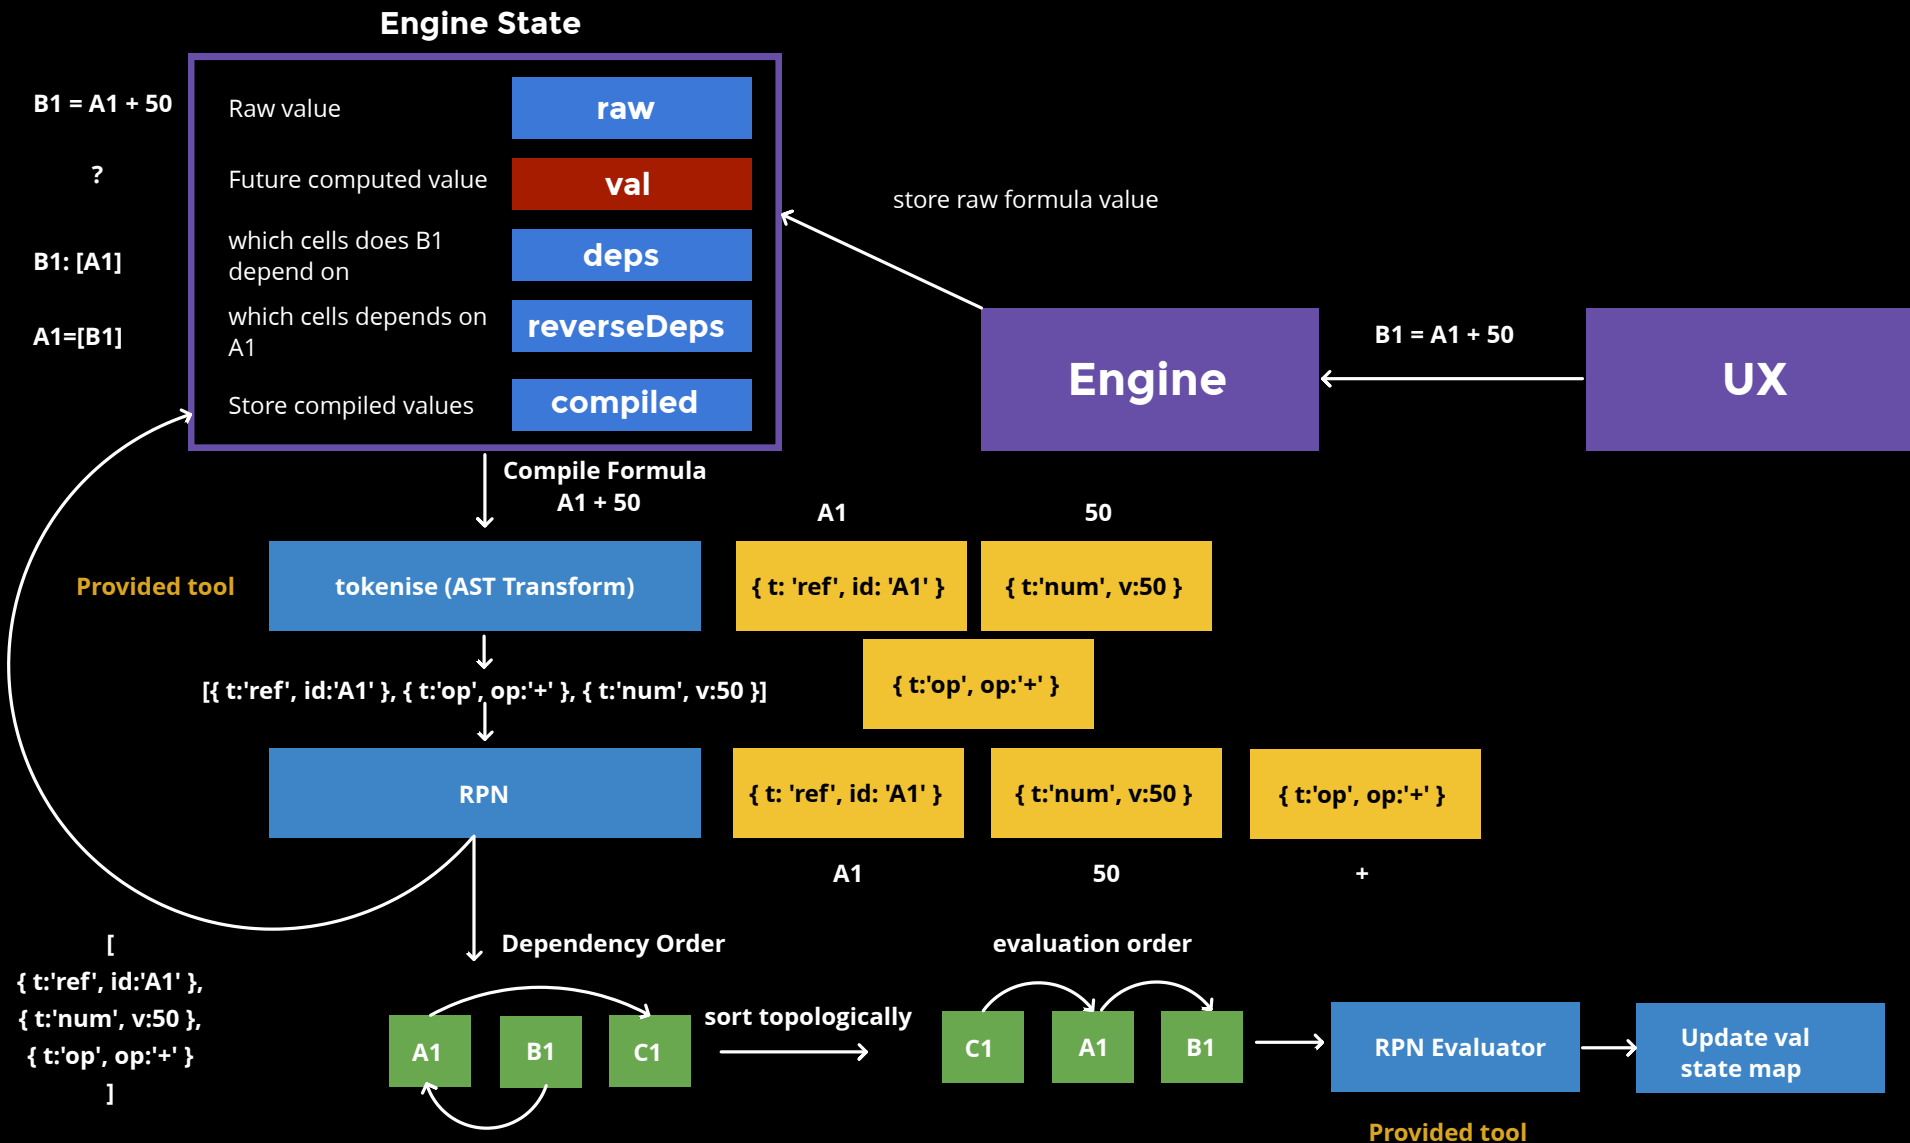 Engine State
B1 = A1 + 50
Raw value
raw
?
Future computed value
val
B1: [A1]
which cells does B1
depend on
deps
A1=[B1]
which cells depends on
A1
reverseDeps
Store compiled values
compiled
store raw formula value
Engine
B1 = A1 + 50
UX
Compile Formula
A1 + 50
A1
50
Provided tool
tokenise (AST Transform)
{ t: 'ref', id: 'A1' }
{ t:'num', v:50 }
{ t:'op', op:'+' }
[{ t:'ref', id:'A1' }, { t:'op', op:'+' }, { t:'num', v:50 }]
RPN
{ t: 'ref', id: 'A1' }
{ t:'num', v:50 }
{ t:'op', op:'+' }
A1
50
+
[
{ t:'ref', id:'A1' },
{ t:'num', v:50 },
{ t:'op', op:'+' }
]
Dependency Order
A1
B1
C1
sort topologically
evaluation order
C1
A1
B1
RPN Evaluator
Provided tool
Update val
state map